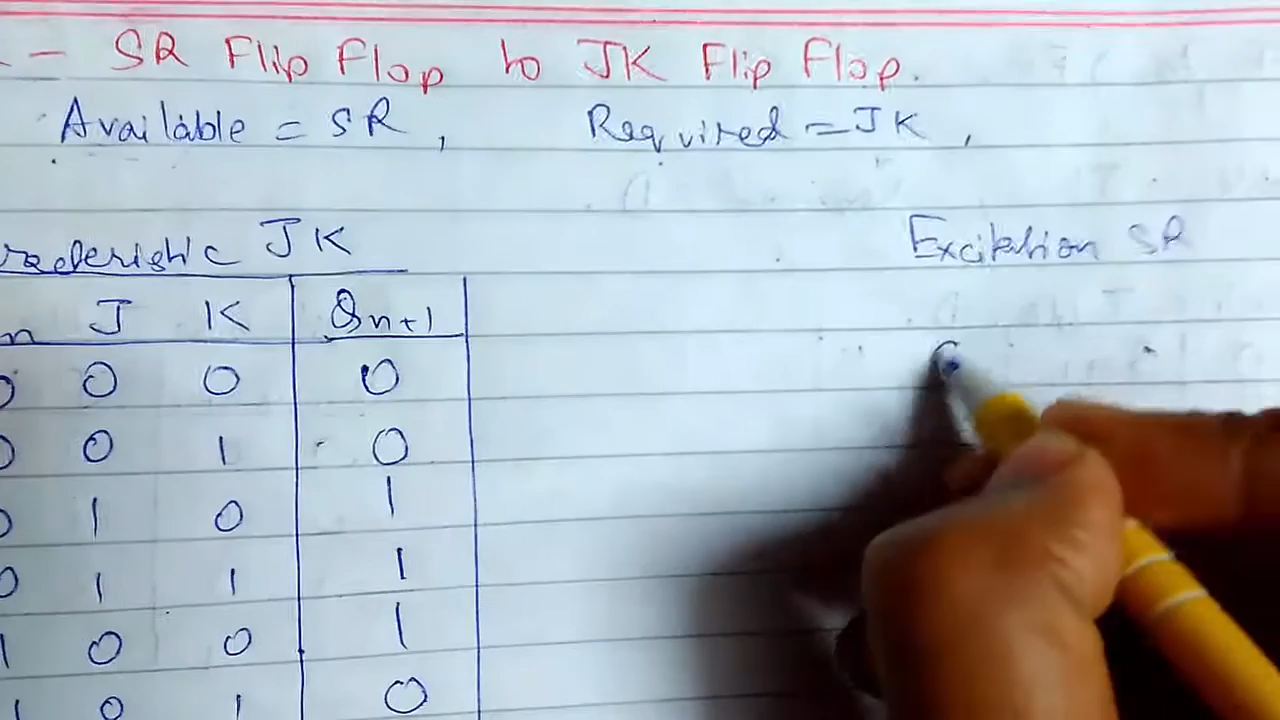 - SR Flip Flop to JK Flip Flop.
Available = SR, Required = JK,
JK
Excitation SR
n J K Qn+1
0 0 0 0
0 0 1 0
0 1 0 1
0 1 1 1
1 0 0 1
1 0 1 0